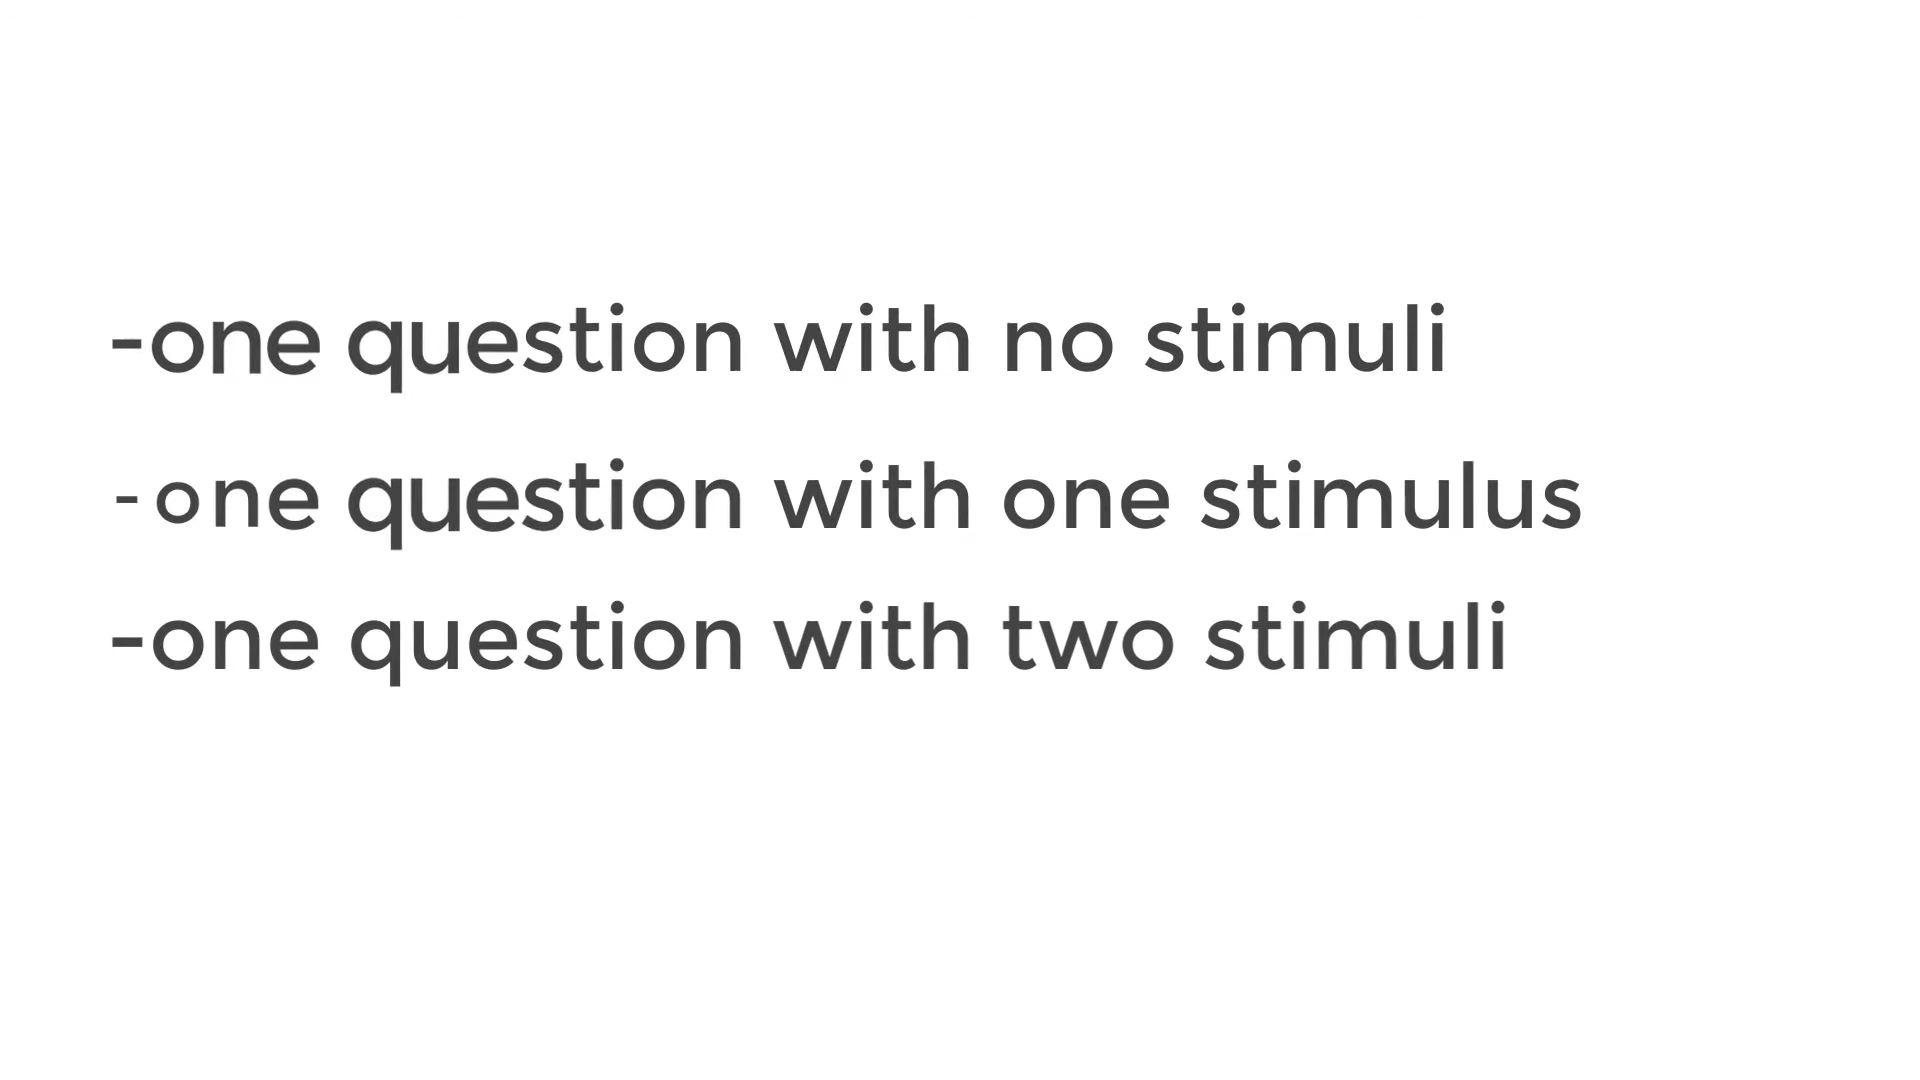 -one question with no stimuli
-one question with one stimulus
-one question with two stimuli